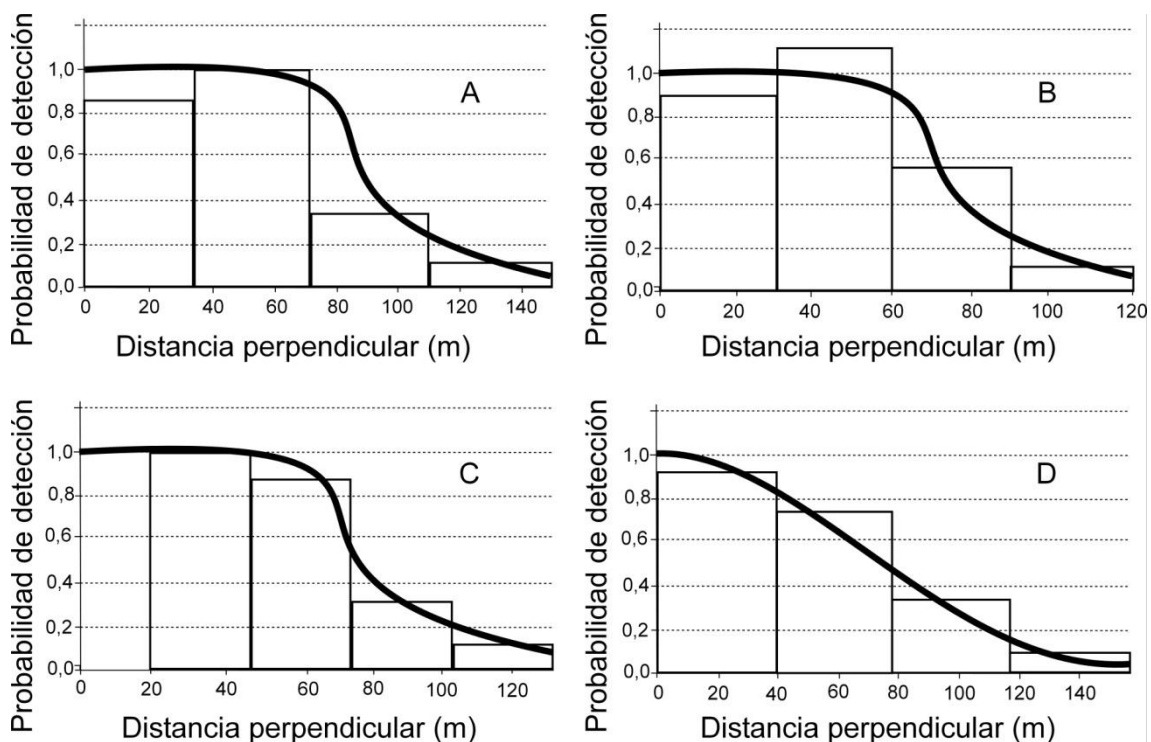 Probabilidad de detección
1,0
0,8
0,6
0,4
0,2
0,0
A
0 20 40 60 80 100 120 140
Distancia perpendicular (m)
Probabilidad de detección
1,0
0,8
0,6
0,4
0,2
0,0
B
0 20 40 60 80 100 120
Distancia perpendicular (m)
Probabilidad de detección
1,0
0,8
0,6
0,4
0,2
0,0
C
0 20 40 60 80 100 120
Distancia perpendicular (m)
Probabilidad de detección
1,0
0,8
0,6
0,4
0,2
0,0
D
0 20 40 60 80 100 120 140
Distancia perpendicular (m)